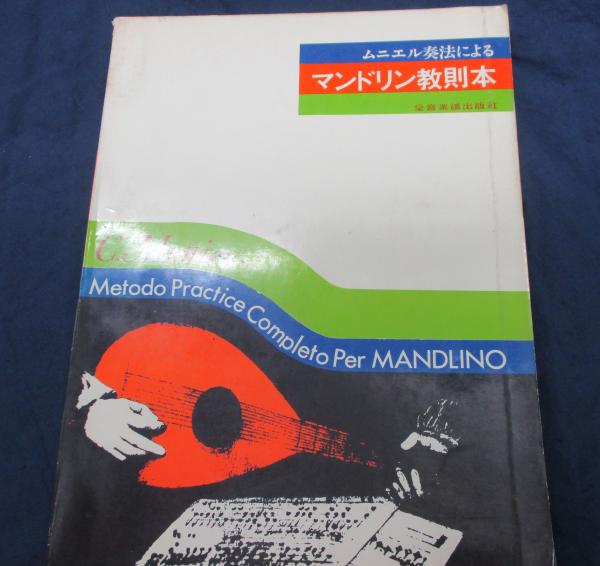 ムニエル奏法による
マンドリン教則本
全音楽譜出版社
Metodo Practice Completo Per MANDLINO